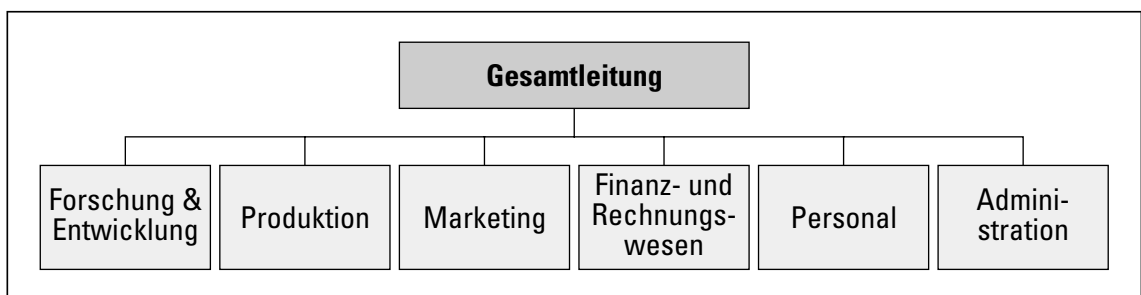 Gesamtleitung
Forschung &
Entwicklung
Produktion
Marketing
Finanz- und
Rechnungs-
wesen
Personal
Admini-
stration